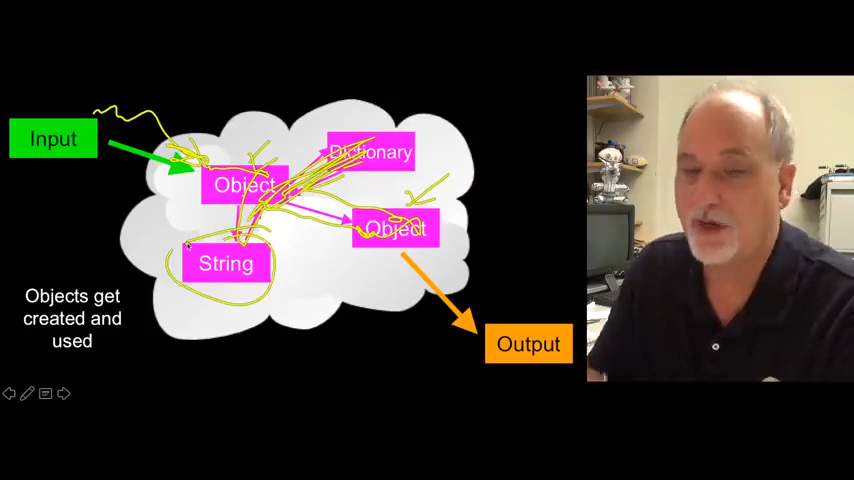 Input
Dictionary
Object
Object
String
Objects get
created and
used
Output